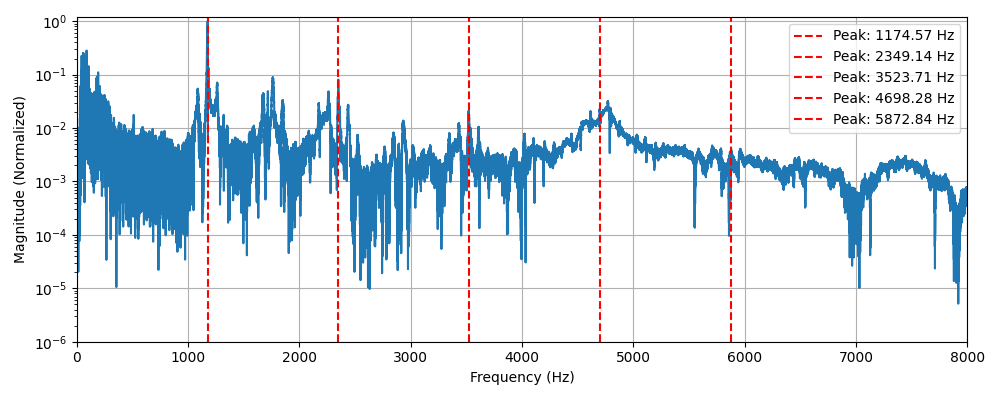 10⁰
10⁻¹
10⁻²
10⁻³
10⁻⁴
10⁻⁵
10⁻⁶
Magnitude (Normalized)
Peak: 1174.57 Hz
Peak: 2349.14 Hz
Peak: 3523.71 Hz
Peak: 4698.28 Hz
Peak: 5872.84 Hz
0 1000 2000 3000 4000 5000 6000 7000 8000
Frequency (Hz)